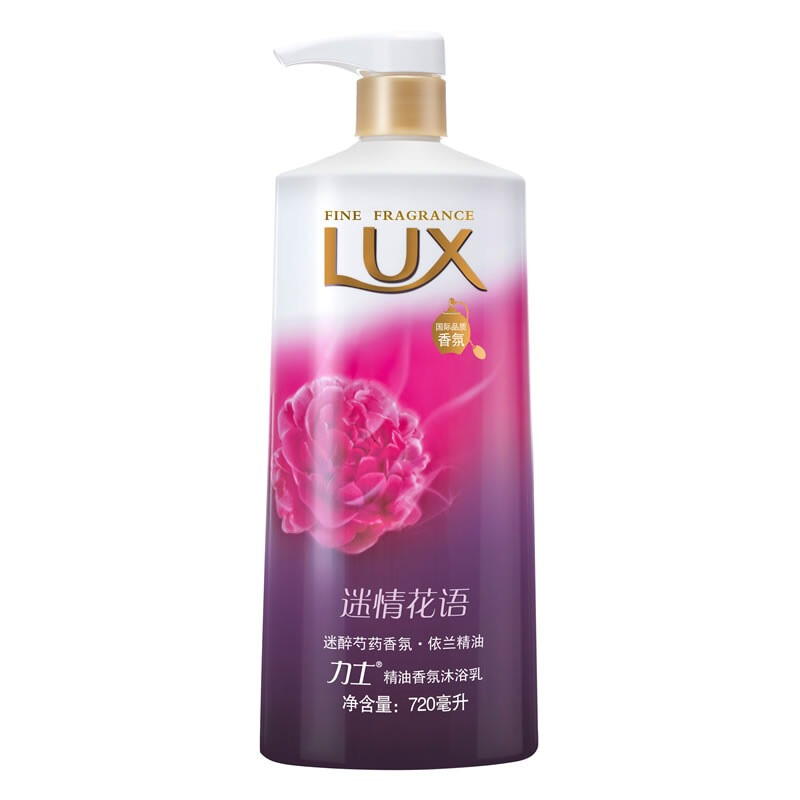 FINE FRAGRANCE
LUX
国际品质
香氛
迷情花语
迷醉芍药香氛·依兰精油
力士® 精油香氛沐浴乳
净含量：720毫升